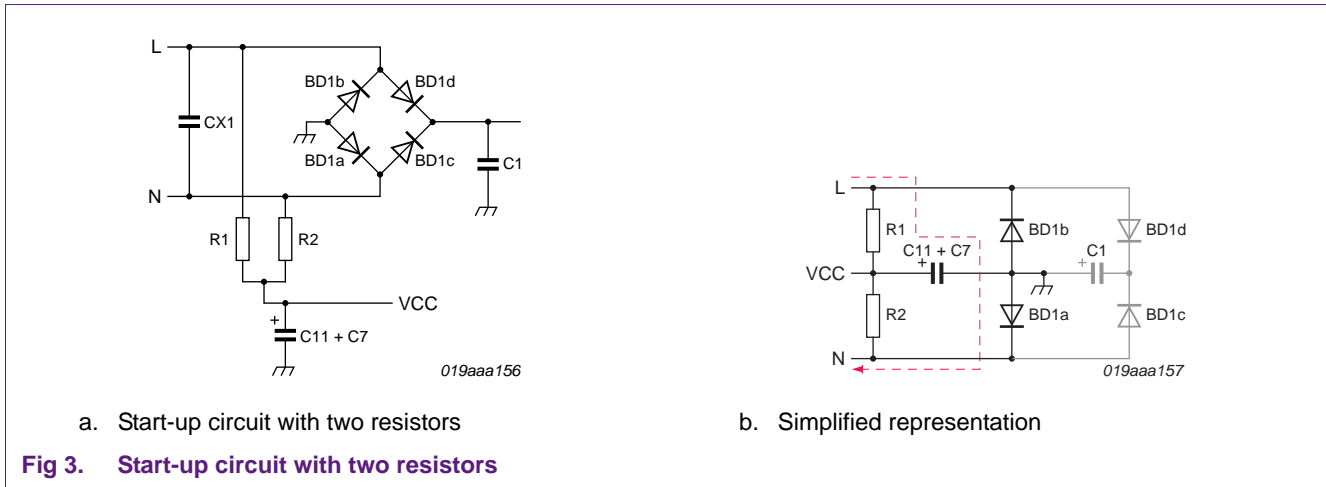 L
BD1b
BD1d
CX1
BD1a
BD1c
C1
N
R1
R2
VCC
+
C11 + C7
019aaa156
L
R1
BD1b
BD1d
C11 + C7
+
C1
+
VCC
R2
BD1a
BD1c
N
019aaa157
a. Start-up circuit with two resistors
b. Simplified representation
Fig 3. Start-up circuit with two resistors